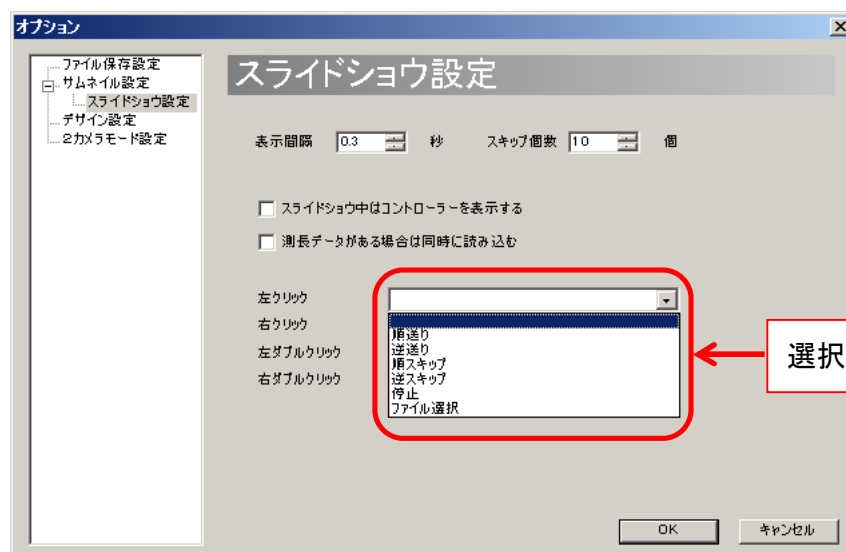 オプション
ファイル保存設定
サムネイル設定
スライドショウ設定
デザイン設定
2カメラモード設定
スライドショウ設定
表示間隔 0.3 秒 スキップ個数 10 個
スライドショウ中はコントローラーを表示する
測長データがある場合は同時に読み込む
左クリック
右クリック
左ダブルクリック
右ダブルクリック
順送り
逆送り
順スキップ
逆スキップ
停止
ファイル選択
選択
OK キャンセル